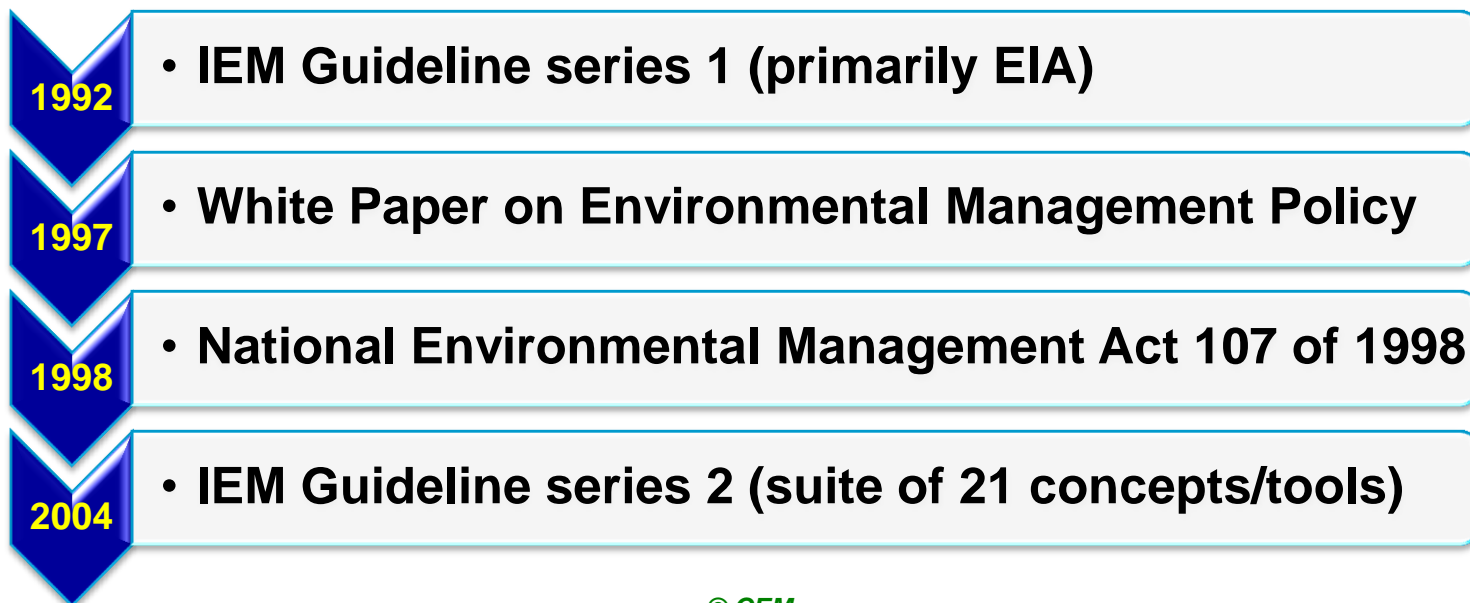 1992
• IEM Guideline series 1 (primarily EIA)
1997
• White Paper on Environmental Management Policy
1998
• National Environmental Management Act 107 of 1998
2004
• IEM Guideline series 2 (suite of 21 concepts/tools)